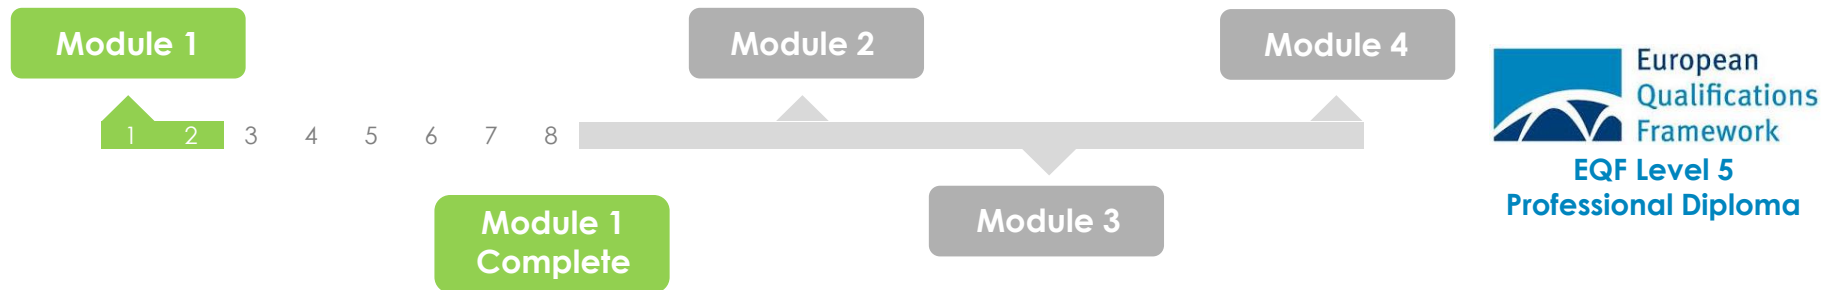 Module 1
Module 2
Module 4
1 2 3 4 5 6 7 8
Module 1
Complete
Module 3
European
Qualifications
Framework
EQF Level 5
Professional Diploma